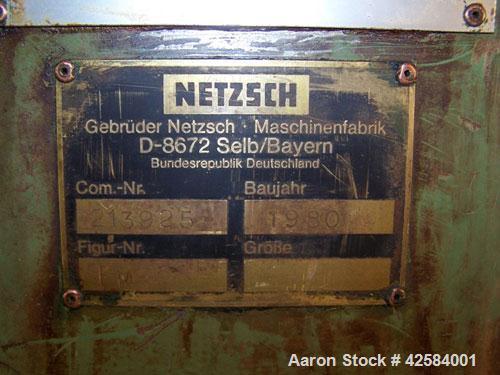 NETZSCH
Gebrüder Netzsch · Maschinenfabrik
D-8672 Selb/Bayern
Bundesrepublik Deutschland
Com.-Nr. Baujahr
213925 1980
Figur-Nr. Größe
Aaron Stock # 42584001